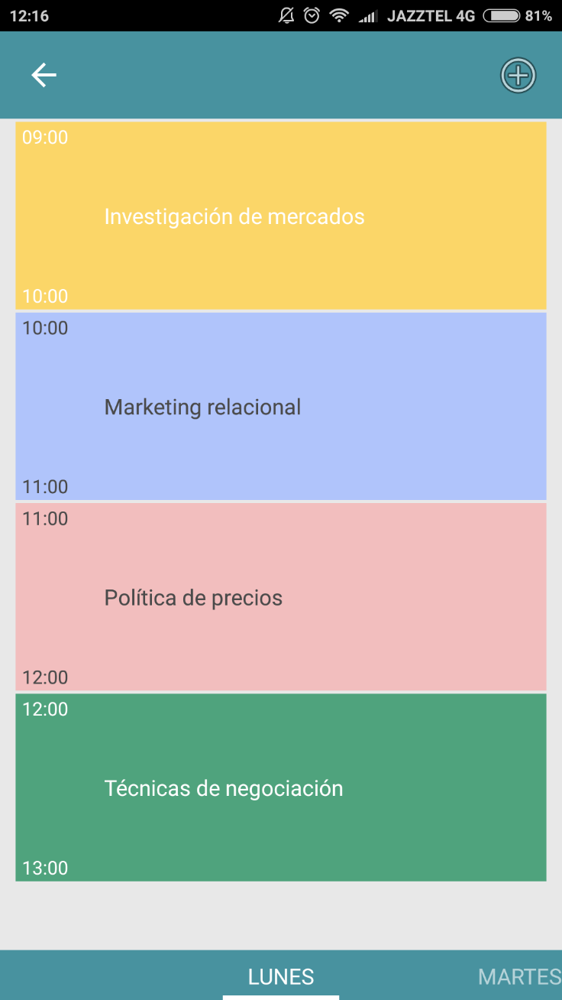 12:16 JAZZTEL 4G 81%
09:00
Investigación de mercados
10:00
10:00
Marketing relacional
11:00
11:00
Política de precios
12:00
12:00
Técnicas de negociación
13:00
LUNES MARTES